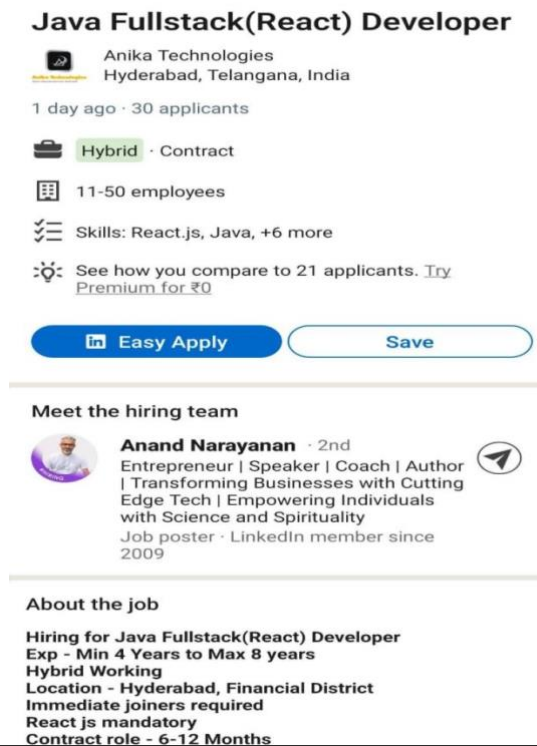 Java Fullstack(React) Developer
Anika Technologies
Anika Technologies
Hyderabad, Telangana, India
1 day ago · 30 applicants
Hybrid · Contract
11-50 employees
Skills: React.js, Java, +6 more
See how you compare to 21 applicants. Try
Premium for ₹0
in Easy Apply
Save
Meet the hiring team
Anand Narayanan · 2nd
Entrepreneur | Speaker | Coach | Author
| Transforming Businesses with Cutting
Edge Tech | Empowering Individuals
with Science and Spirituality
Job poster · LinkedIn member since
2009
HIRING
About the job
Hiring for Java Fullstack(React) Developer
Exp - Min 4 Years to Max 8 years
Hybrid Working
Location - Hyderabad, Financial District
Immediate joiners required
React js mandatory
Contract role - 6-12 Months